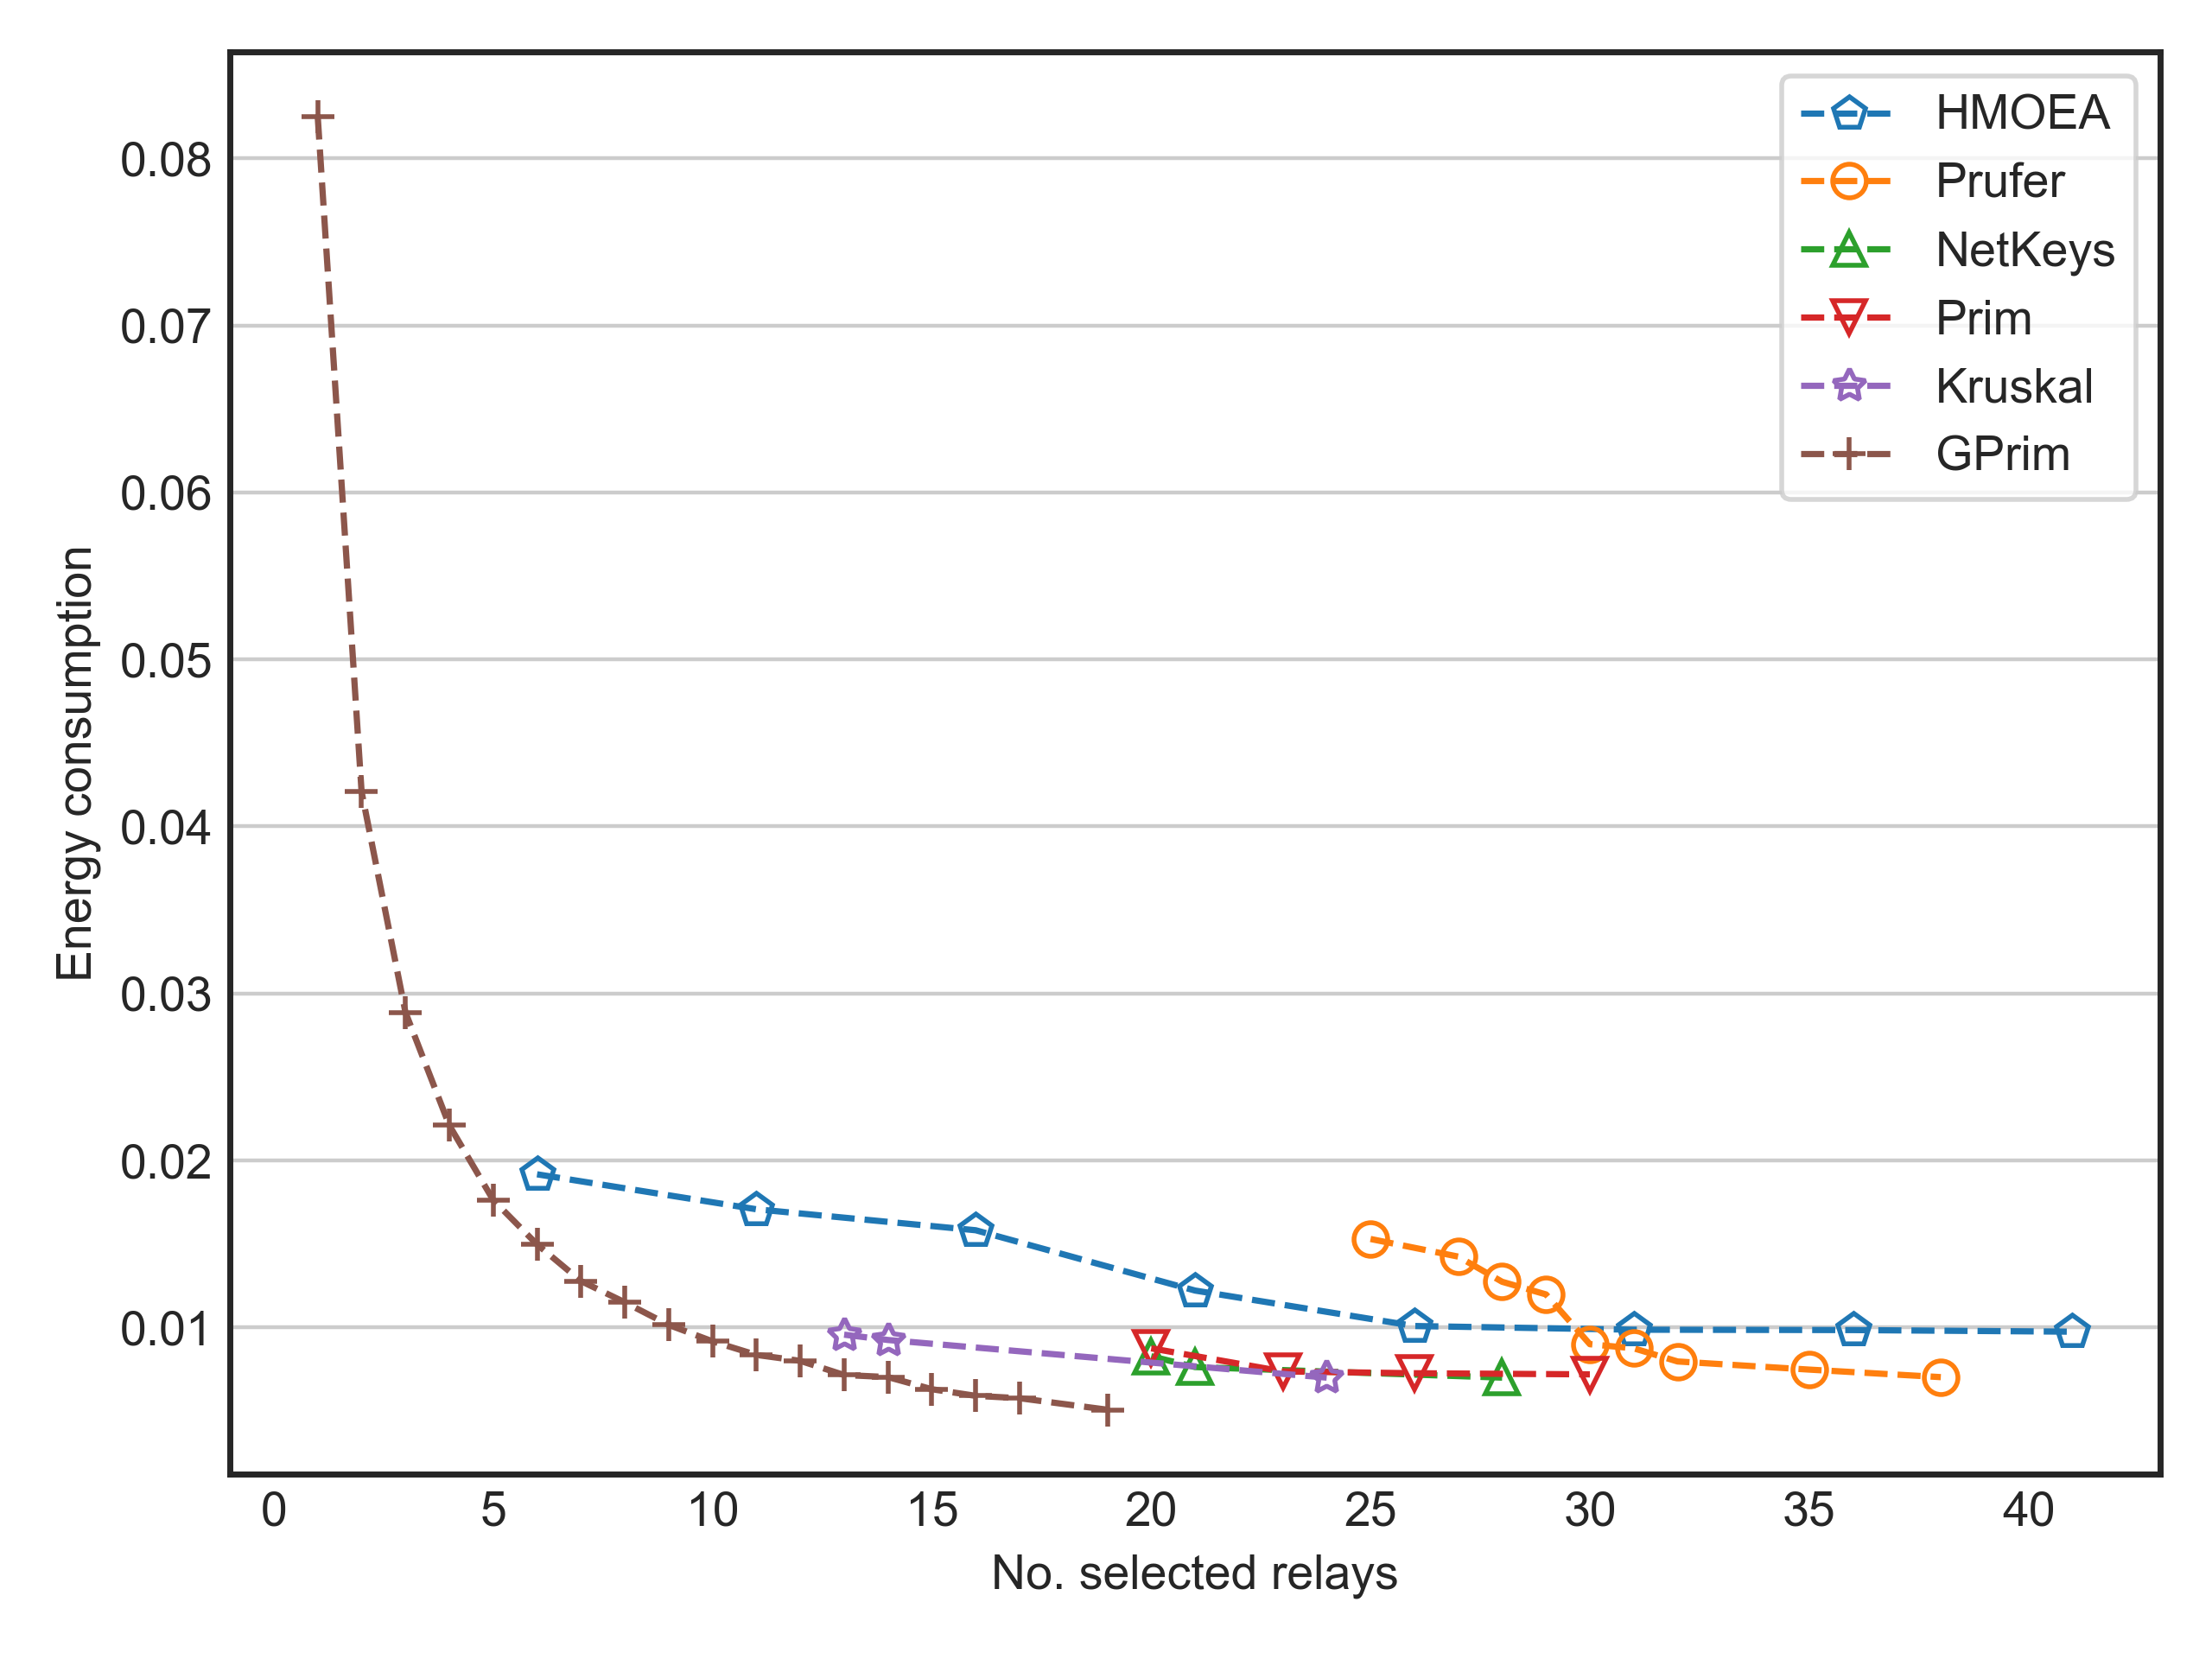 HMOEA
Prufer
NetKeys
Prim
Kruskal
GPrim
Energy consumption
0.08
0.07
0.06
0.05
0.04
0.03
0.02
0.01
0 5 10 15 20 25 30 35 40
No. selected relays